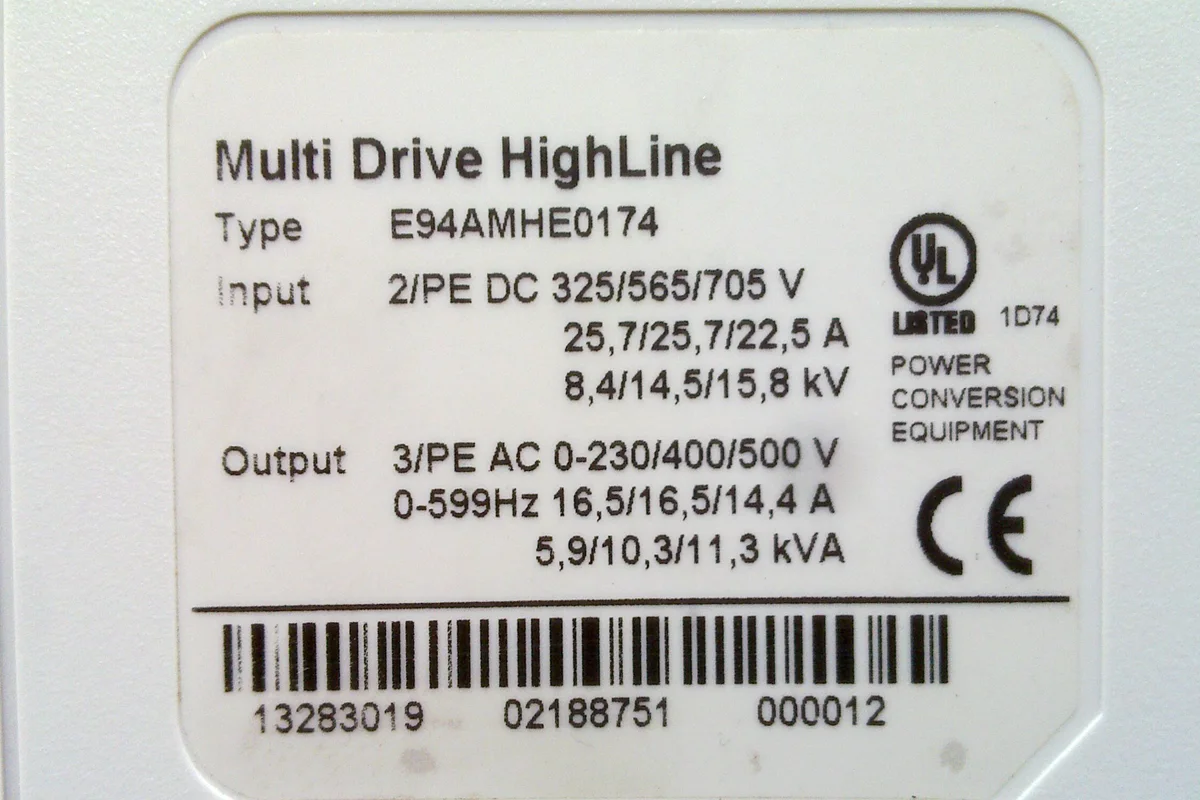 Multi Drive HighLine
Type E94AMHE0174
Input 2/PE DC 325/565/705 V
25,7/25,7/22,5 A
8,4/14,5/15,8 kV
Output 3/PE AC 0-230/400/500 V
0-599Hz 16,5/16,5/14,4 A
5,9/10,3/11,3 kVA
UL
LISTED 1D74
POWER
CONVERSION
EQUIPMENT
CE
13283019 02188751 000012